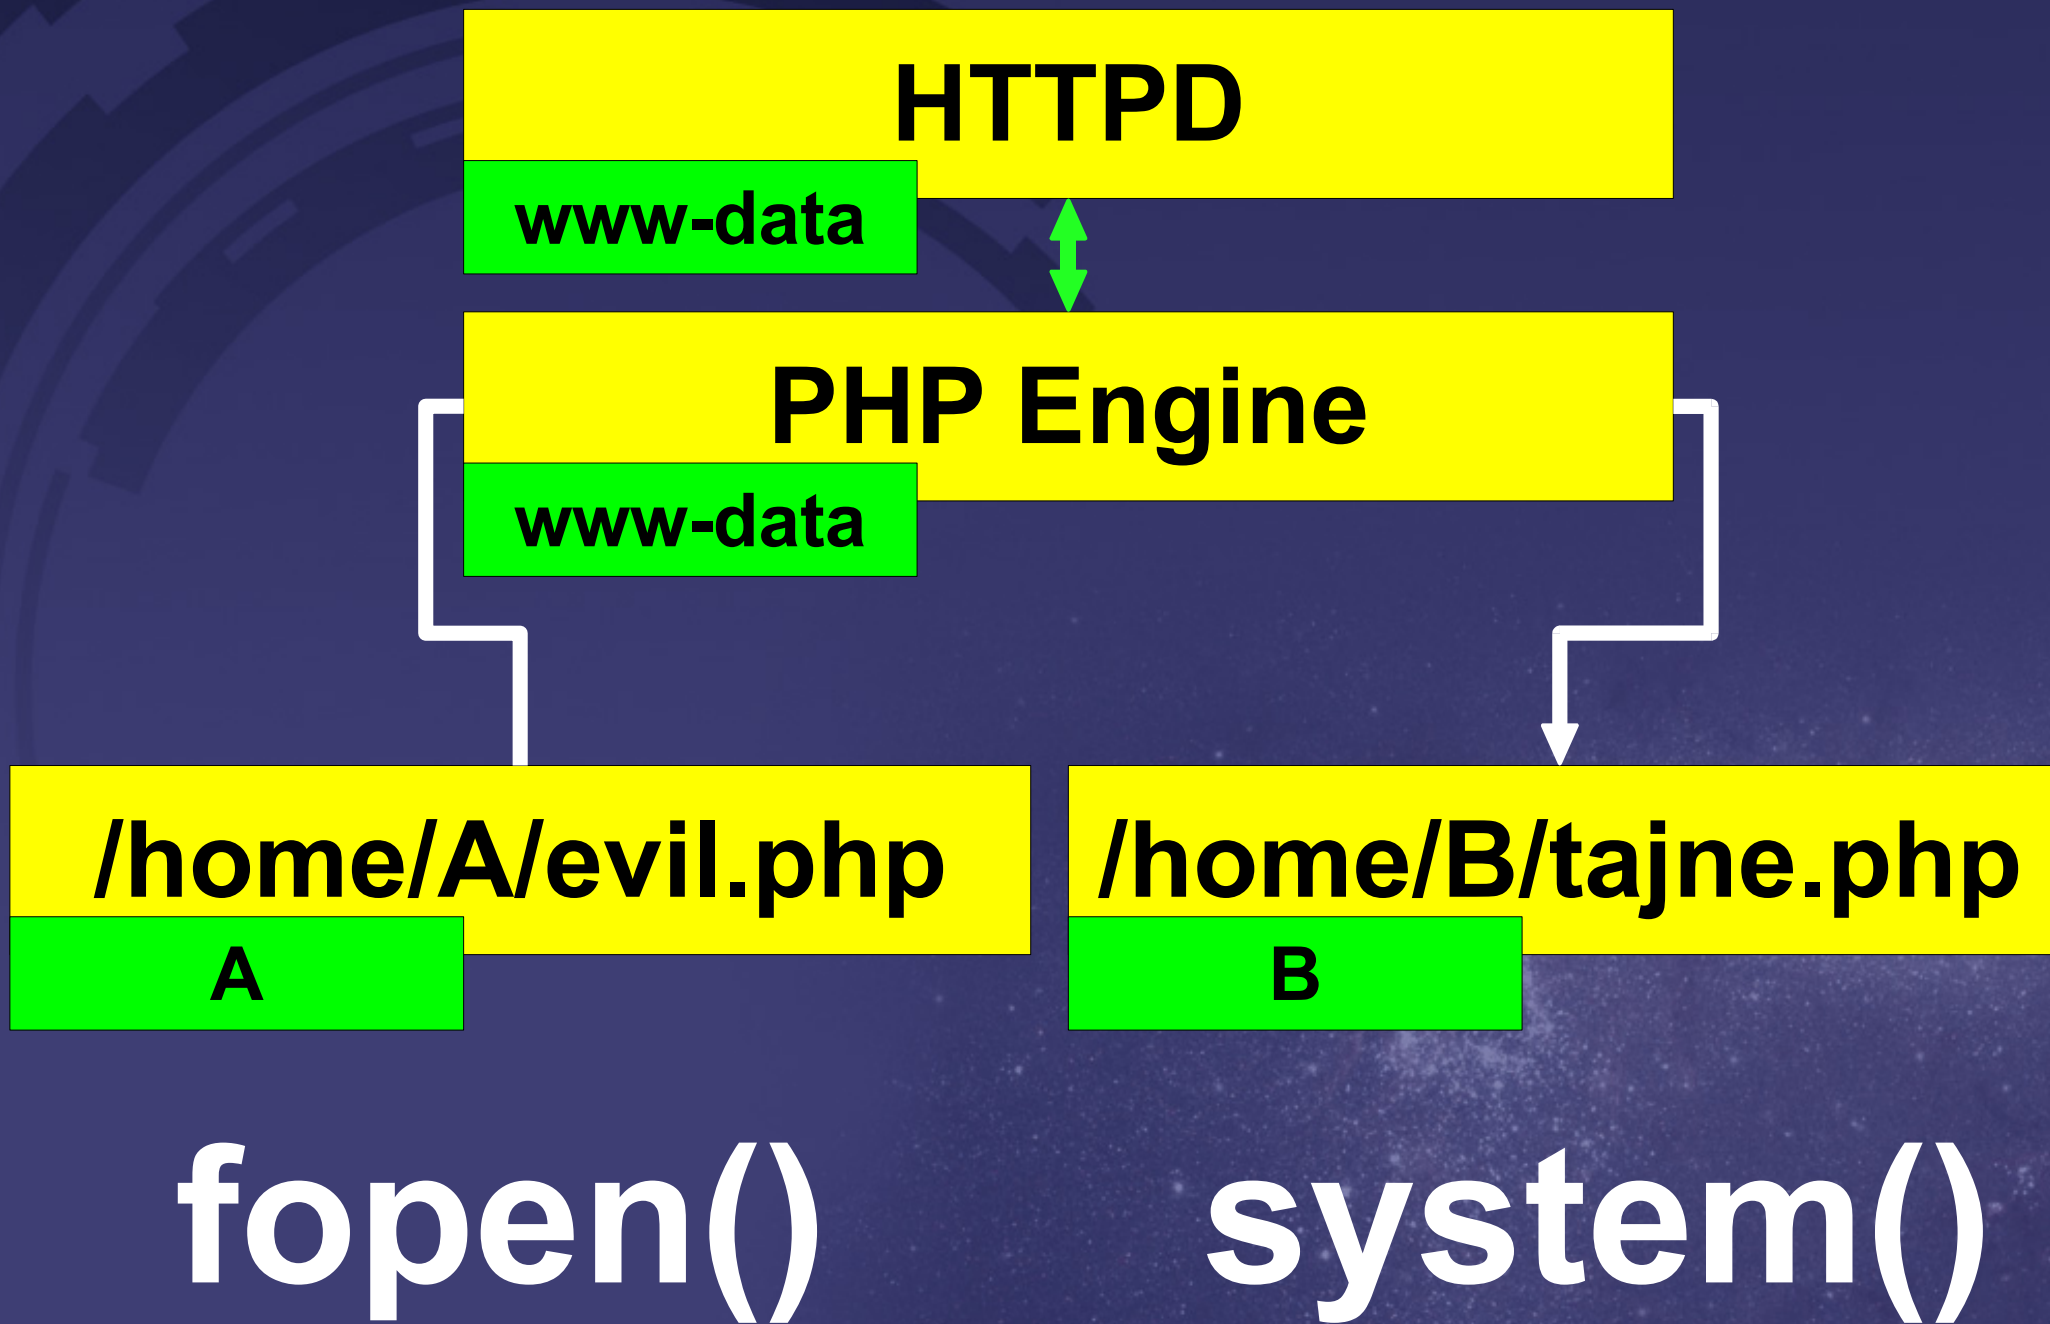 HTTPD
www-data
PHP Engine
www-data
/home/A/evil.php
A
/home/B/tajne.php
B
fopen()
system()